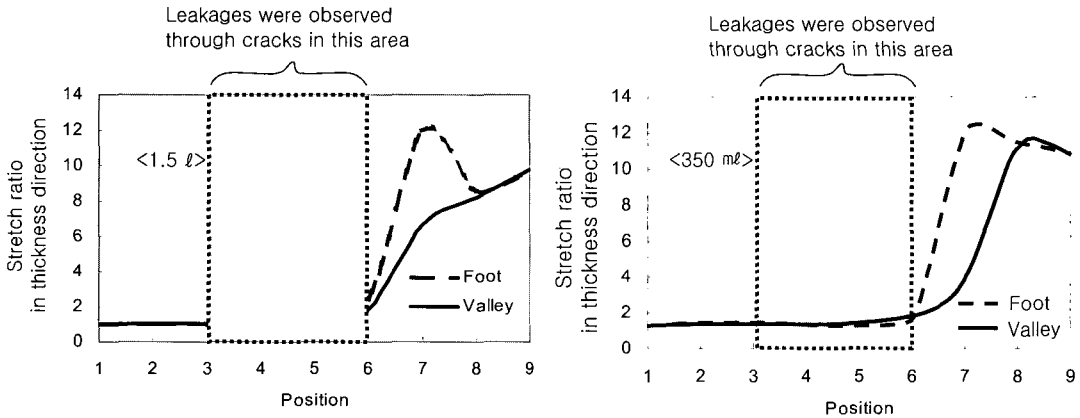 Leakages were observed
through cracks in this area
14
12
10
8
6
4
2
0
<1.5 ℓ>
Foot
Valley
1 2 3 4 5 6 7 8 9
Position
Stretch ratio
in thickness direction
Leakages were observed
through cracks in this area
14
12
10
8
6
4
2
0
<350 ㎖>
Foot
Valley
1 2 3 4 5 6 7 8 9
Position
Stretch ratio
in thickness direction